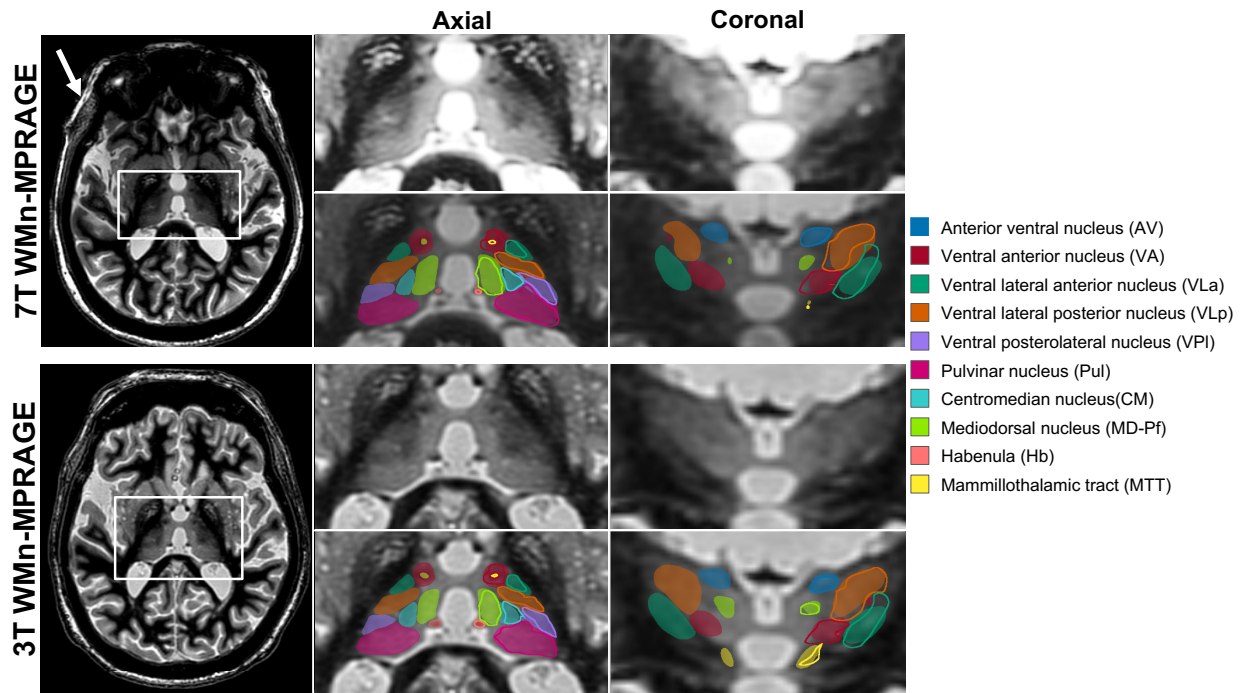 Axial
Coronal
7T WMn-MPRAGE
3T WMn-MPRAGE
Anterior ventral nucleus (AV)
Ventral anterior nucleus (VA)
Ventral lateral anterior nucleus (VLa)
Ventral lateral posterior nucleus (VLp)
Ventral posterolateral nucleus (VPl)
Pulvinar nucleus (Pul)
Centromedian nucleus(CM)
Mediodorsal nucleus (MD-Pf)
Habenula (Hb)
Mammillothalamic tract (MTT)